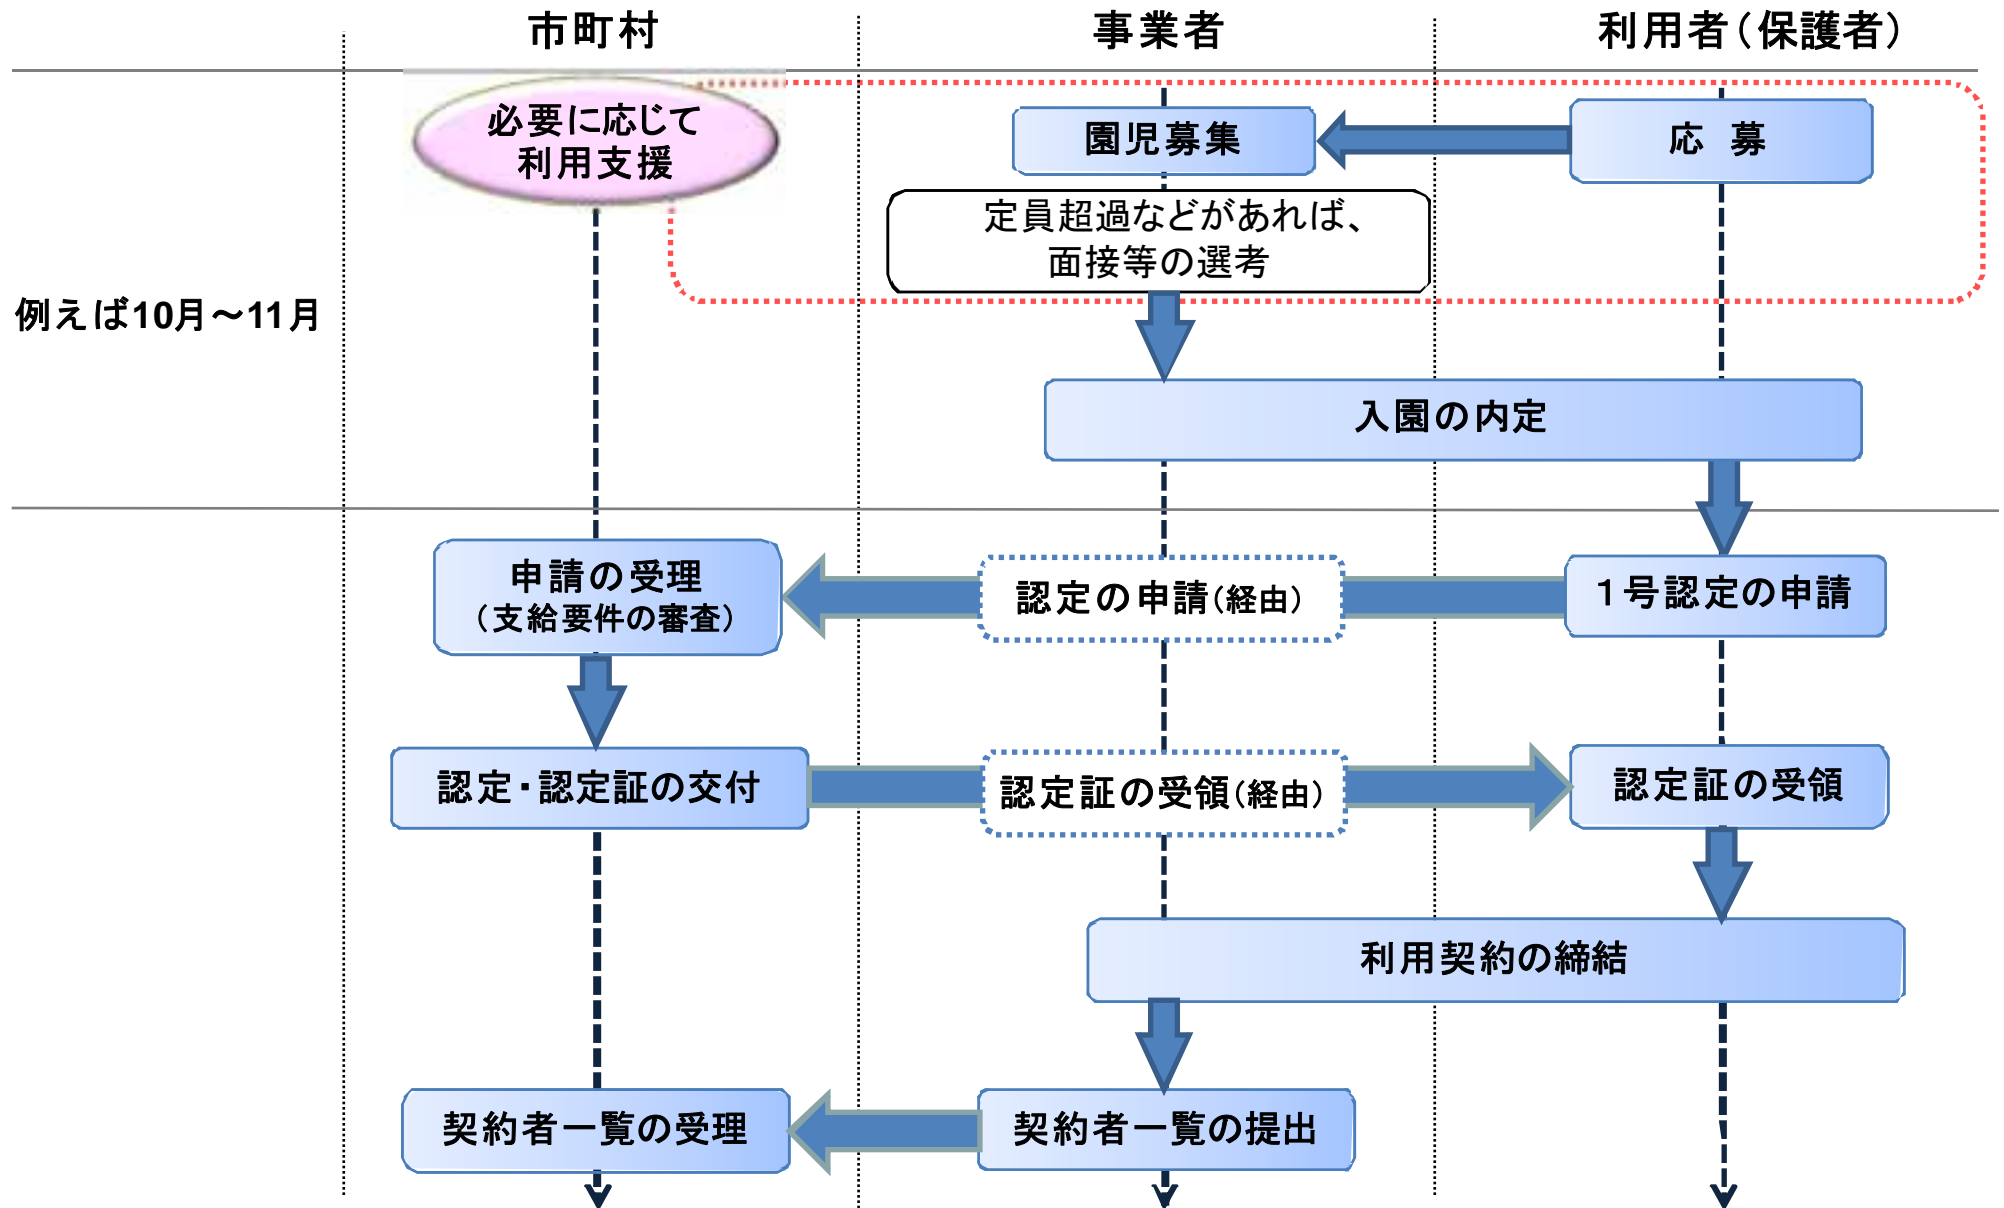 市町村
事業者
利用者（保護者）
必要に応じて
利用支援
園児募集
応　募
定員超過などがあれば、
面接等の選考
例えば10月～11月
入園の内定
申請の受理
（支給要件の審査）
認定の申請（経由）
１号認定の申請
認定・認定証の交付
認定証の受領（経由）
認定証の受領
利用契約の締結
契約者一覧の受理
契約者一覧の提出